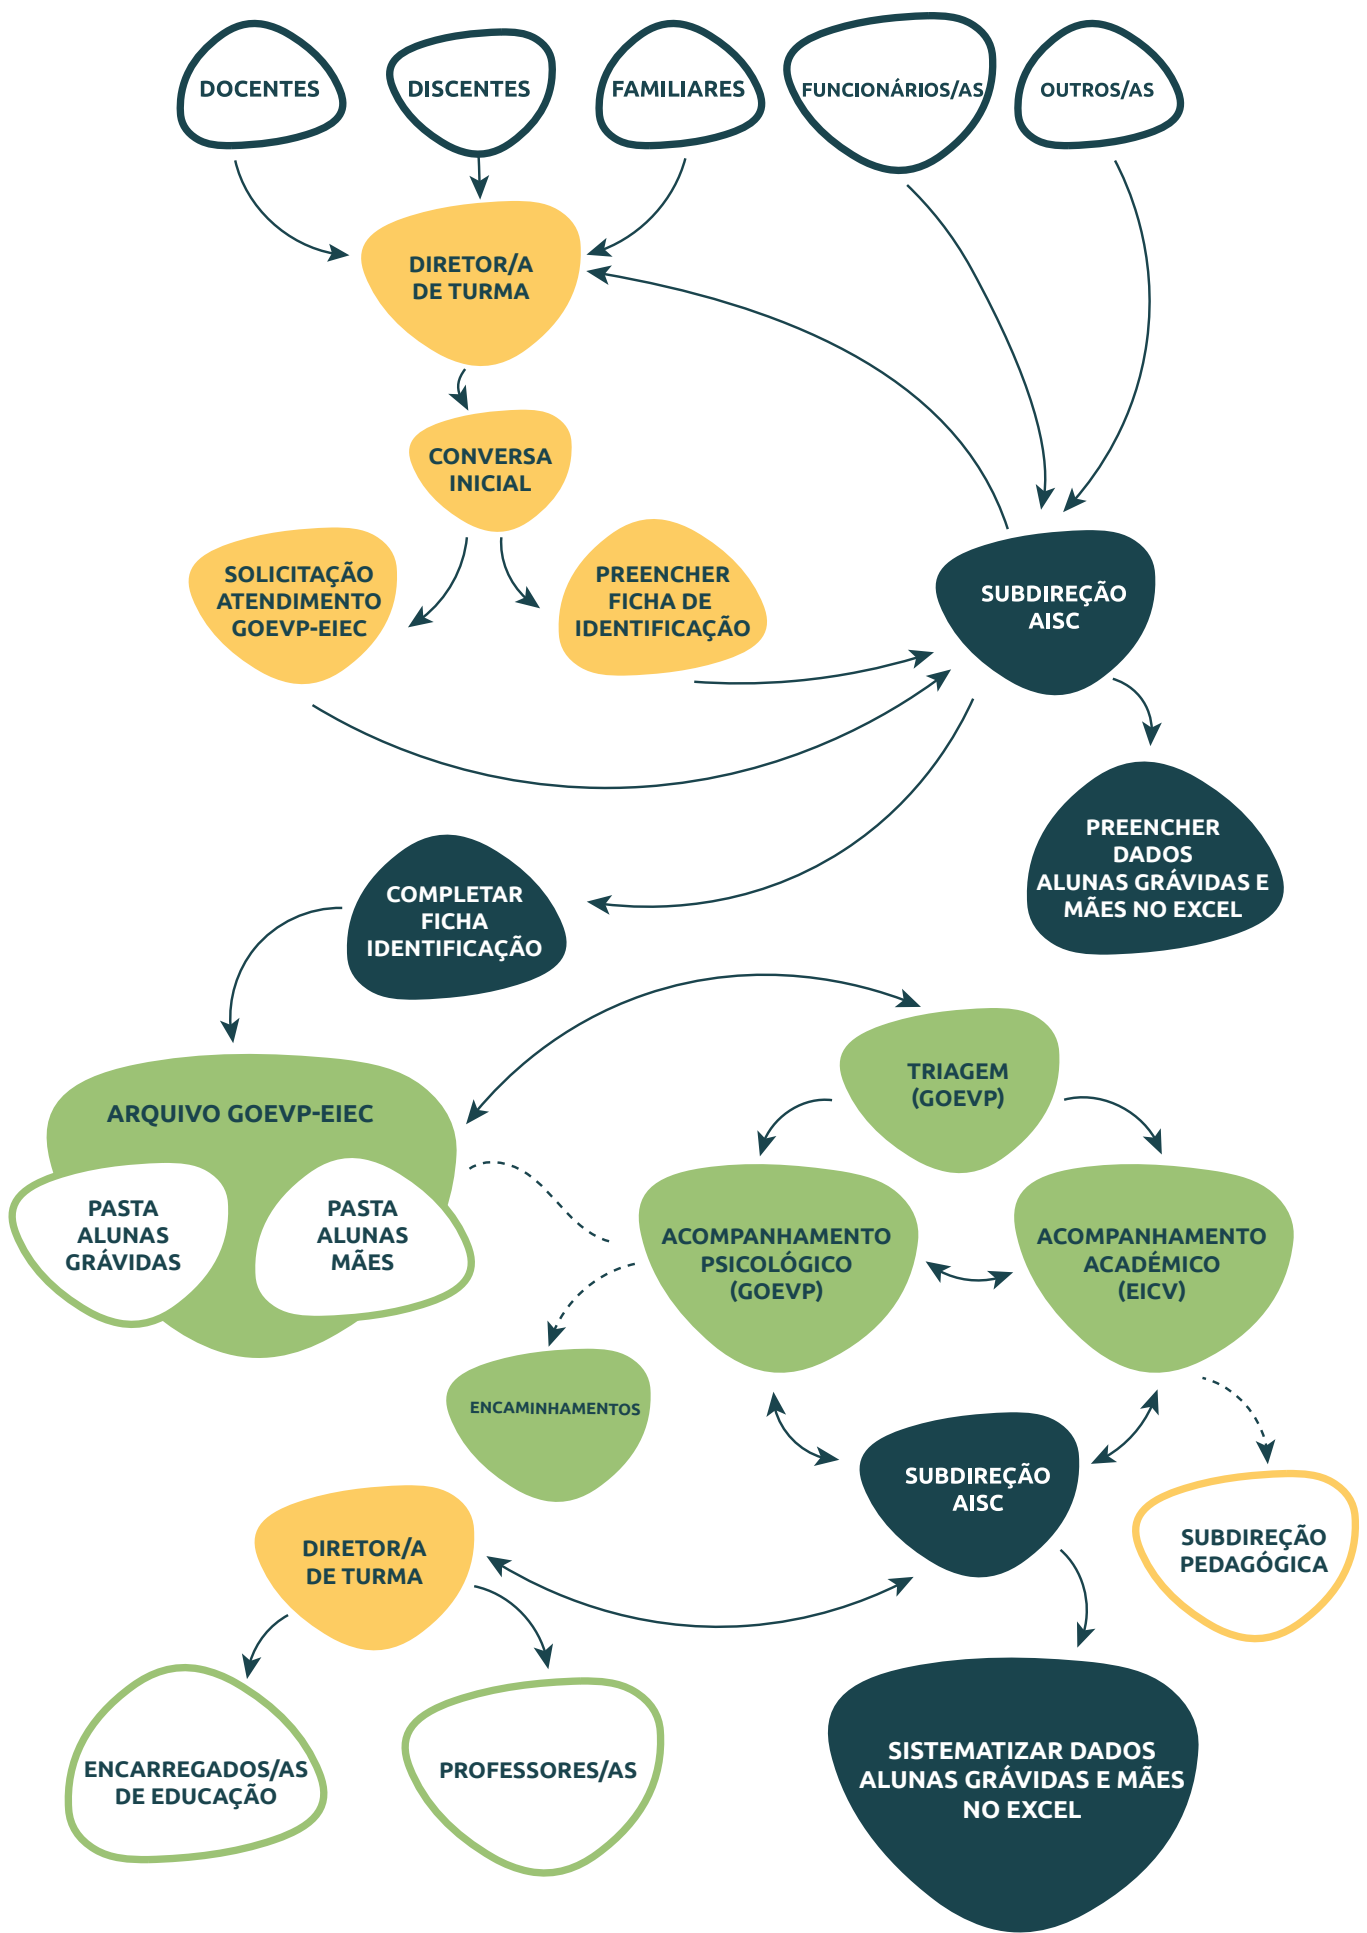 DOCENTES
DISCENTES
FAMILIARES
FUNCIONÁRIOS/AS
OUTROS/AS
DIRETOR/A
DE TURMA
CONVERSA
INICIAL
SOLICITAÇÃO
ATENDIMENTO
GOEVP-EIEC
PREENCHER
FICHA DE
IDENTIFICAÇÃO
SUBDIREÇÃO
AISC
PREENCHER
DADOS
ALUNAS GRÁVIDAS E
MÃES NO EXCEL
COMPLETAR
FICHA
IDENTIFICAÇÃO
TRIAGEM
(GOEVP)
ARQUIVO GOEVP-EIEC
PASTA
ALUNAS
GRÁVIDAS
PASTA
ALUNAS
MÃES
ACOMPANHAMENTO
PSICOLÓGICO
(GOEVP)
ACOMPANHAMENTO
ACADÉMICO
(EICV)
ENCAMINHAMENTOS
SUBDIREÇÃO
AISC
SUBDIREÇÃO
PEDAGÓGICA
DIRETOR/A
DE TURMA
ENCARREGADOS/AS
DE EDUCAÇÃO
PROFESSORES/AS
SISTEMATIZAR DADOS
ALUNAS GRÁVIDAS E MÃES
NO EXCEL